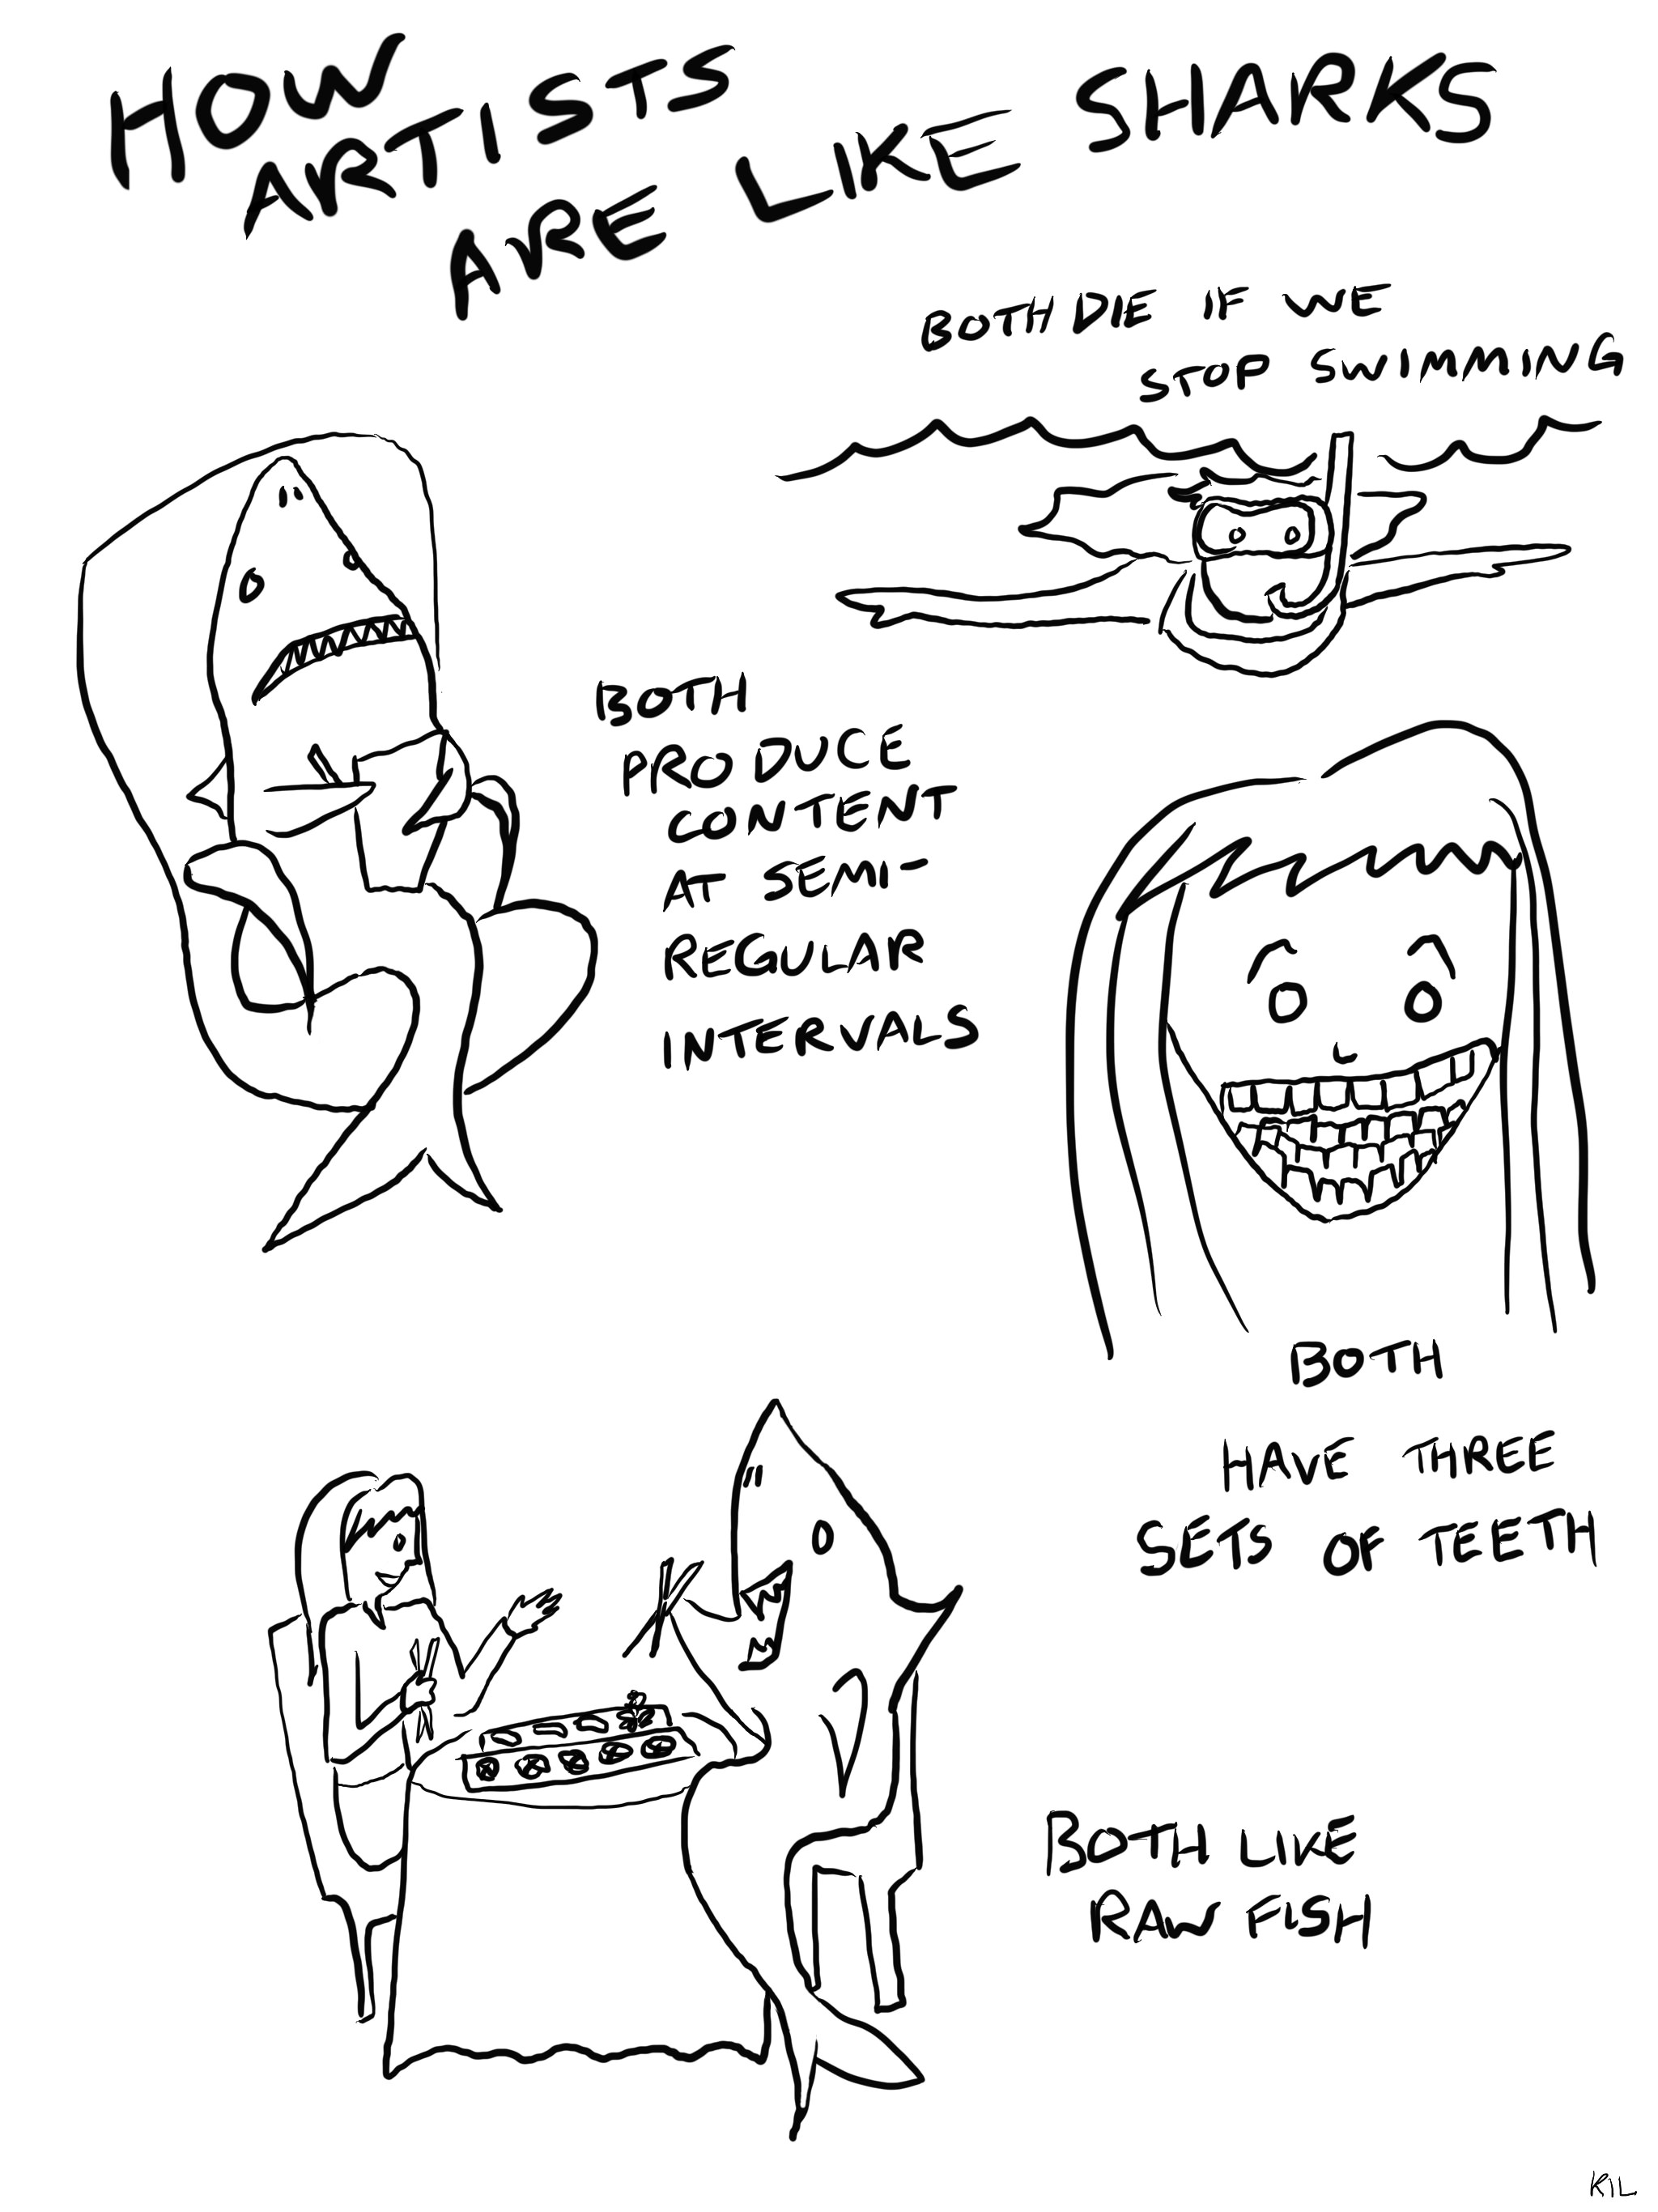 HOW
ARTISTS
ARE LIKE SHARKS
BOTH DIE IF WE
STOP SWIMMING
BOTH
PRODUCE
CONTENT
AT SEMI-
REGULAR
INTERVALS
BOTH
HAVE THREE
SETS OF TEETH
BOTH LIKE
RAW FISH
KIL